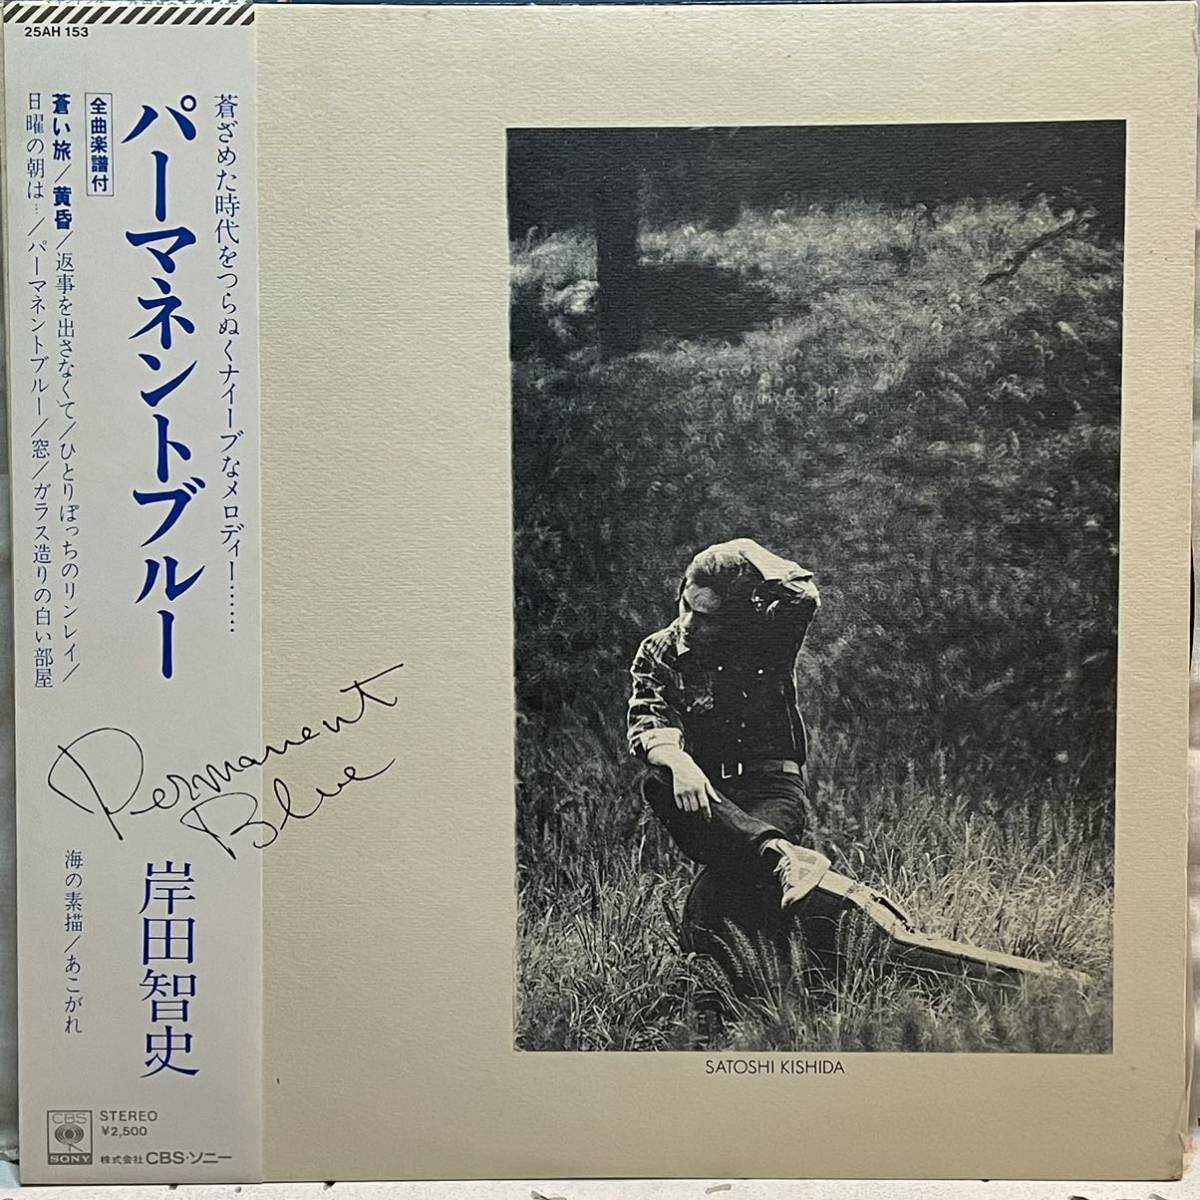 25AH 153
蒼ざめた時代をつらぬくナイーブなメロディー……
パーマネントブルー
全曲楽譜付
蒼い旅/黄昏/返事を出さなくて/ひとりぼっちのリンレイ/
日曜の朝は…/パーマネントブルー/窓/ガラス造りの白い部屋
海の素描/あこがれ
Permanent
Blue
岸田智史
CBS
SONY
STEREO
¥2,500
株式会社CBS・ソニー
SATOSHI KISHIDA